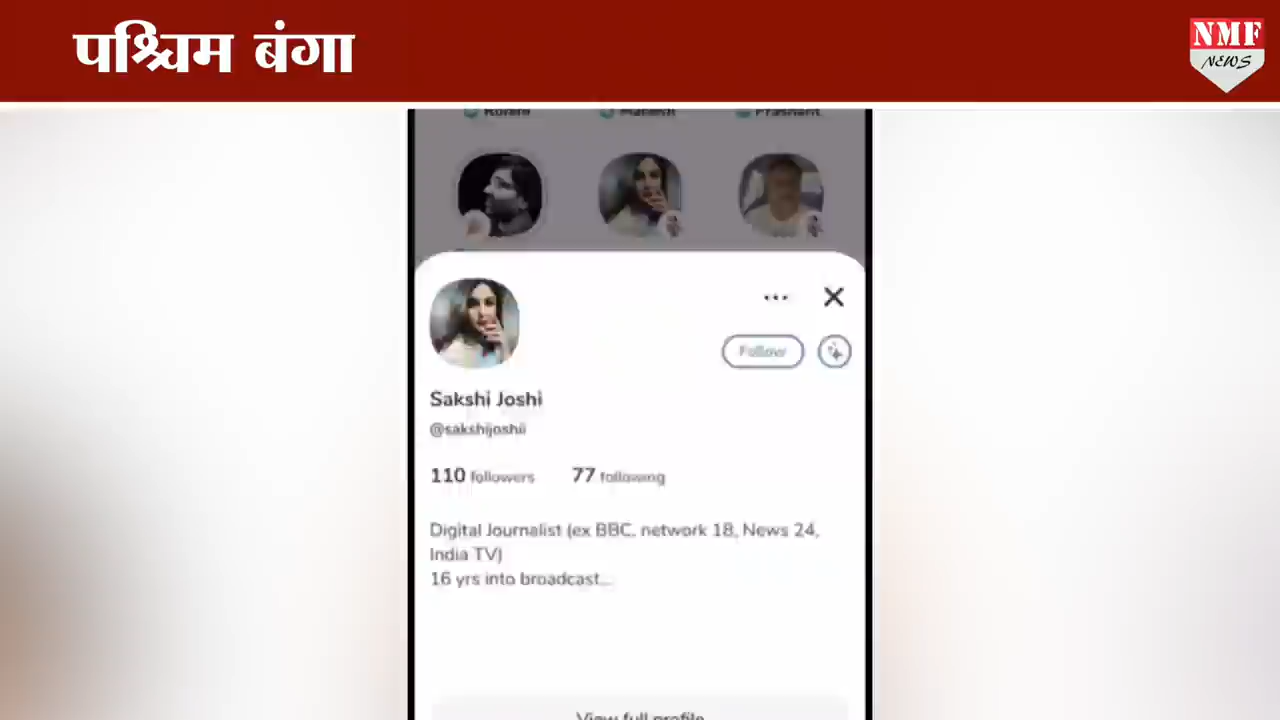 पश्चिम बंगा
NMF
NEWS
Prashant
Follow
Sakshi Joshi
@sakshijoshii
110 followers 77 following
Digital Journalist (ex BBC, network 18, News 24,
India TV)
16 yrs into broadcast...
View full profile